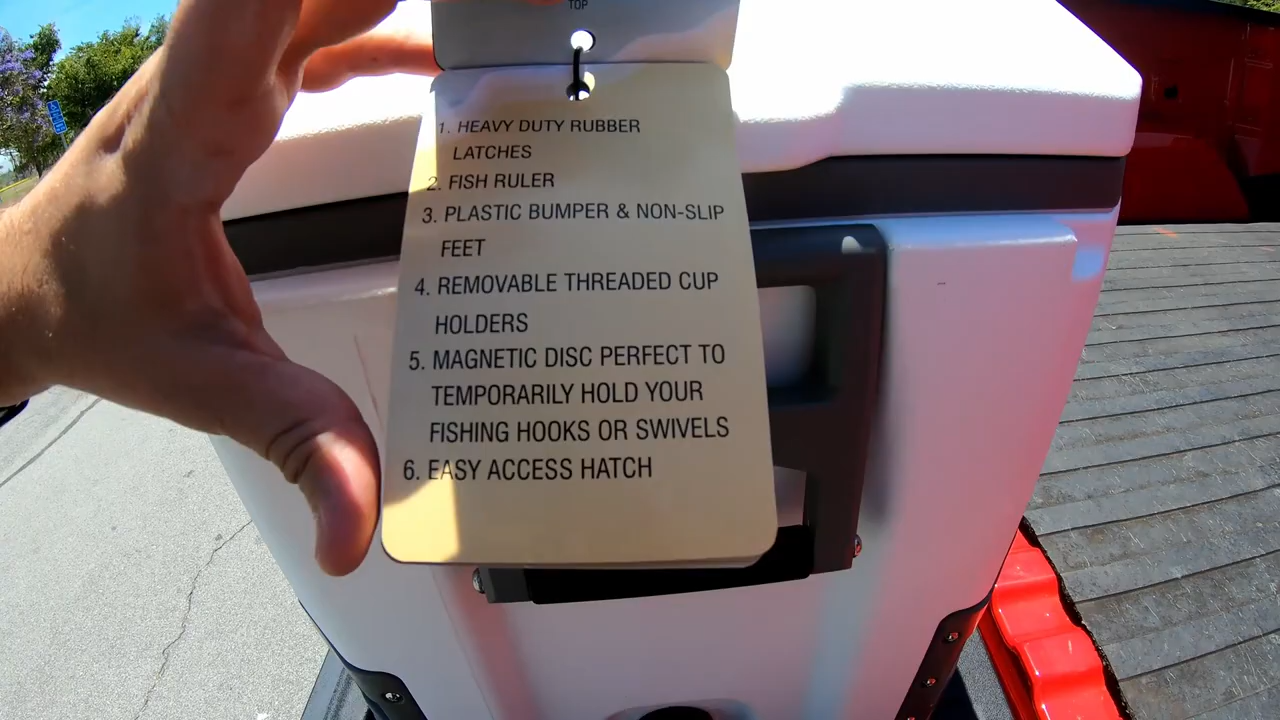 TOP
1. HEAVY DUTY RUBBER
LATCHES
2. FISH RULER
3. PLASTIC BUMPER & NON-SLIP
FEET
4. REMOVABLE THREADED CUP
HOLDERS
5. MAGNETIC DISC PERFECT TO
TEMPORARILY HOLD YOUR
FISHING HOOKS OR SWIVELS
6. EASY ACCESS HATCH